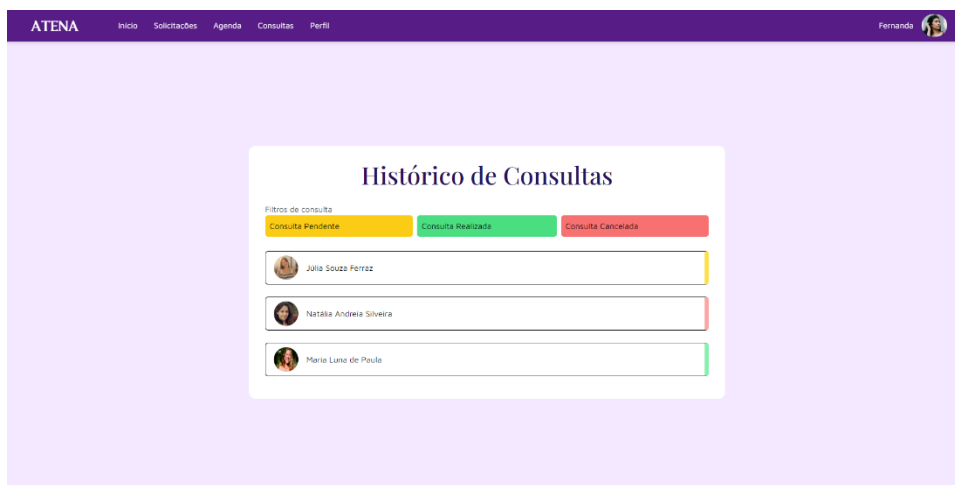 ATENA Início Solicitações Agenda Consultas Perfil Fernanda
Histórico de Consultas
Filtros de consulta
Consulta Pendente Consulta Realizada Consulta Cancelada
Júlia Souza Ferraz
Natália Andreia Silveira
Maria Luna de Paula